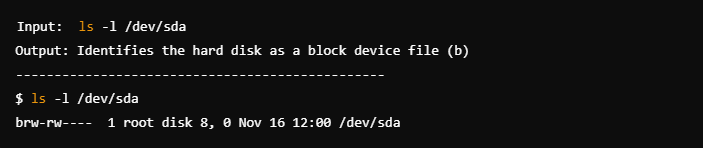 Input:  ls -l /dev/sda
Output: Identifies the hard disk as a block device file (b)
------------------------------------------------
$ ls -l /dev/sda
brw-rw----  1 root disk 8, 0 Nov 16 12:00 /dev/sda